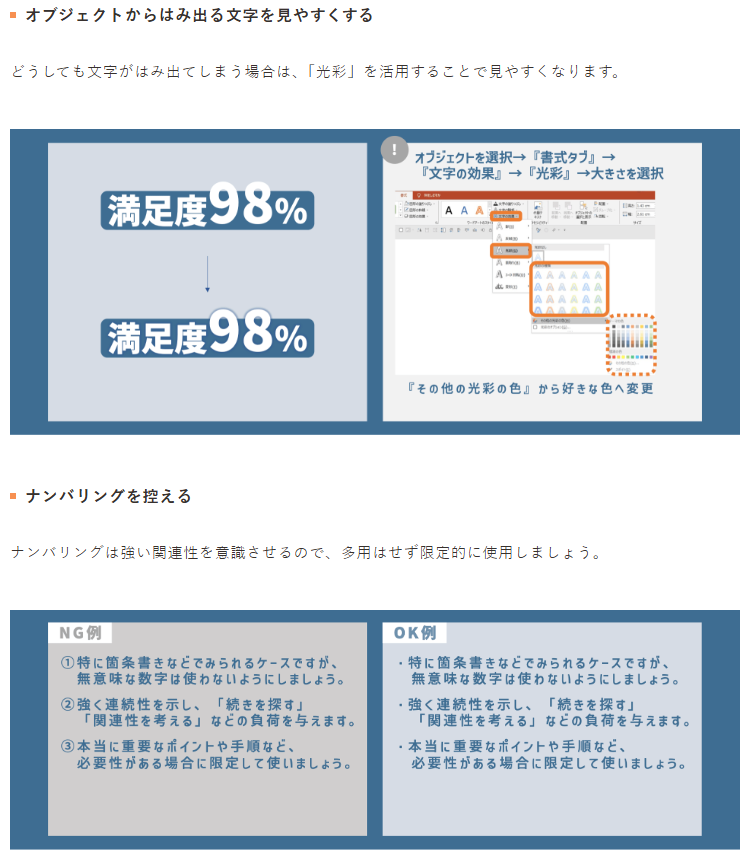 オブジェクトからはみ出る文字を見やすくする
どうしても文字がはみ出てしまう場合は、「光彩」を活用することで見やすくなります。
満足度98%
満足度98%
!
オブジェクトを選択→『書式タブ』→
『文字の効果』→『光彩』→大きさを選択
『その他の光彩の色』から好きな色へ変更
ナンバリングを控える
ナンバリングは強い関連性を意識させるので、多用はせず限定的に使用しましょう。
NG例
①特に箇条書きなどでみられるケースですが、
無意味な数字は使わないようにしましょう。
②強く連続性を示し、「続きを探す」
「関連性を考える」などの負荷を与えます。
③本当に重要なポイントや手順など、
必要性がある場合に限定して使いましょう。
OK例
・特に箇条書きなどでみられるケースですが、
無意味な数字は使わないようにしましょう。
・強く連続性を示し、「続きを探す」
「関連性を考える」などの負荷を与えます。
・本当に重要なポイントや手順など、
必要性がある場合に限定して使いましょう。